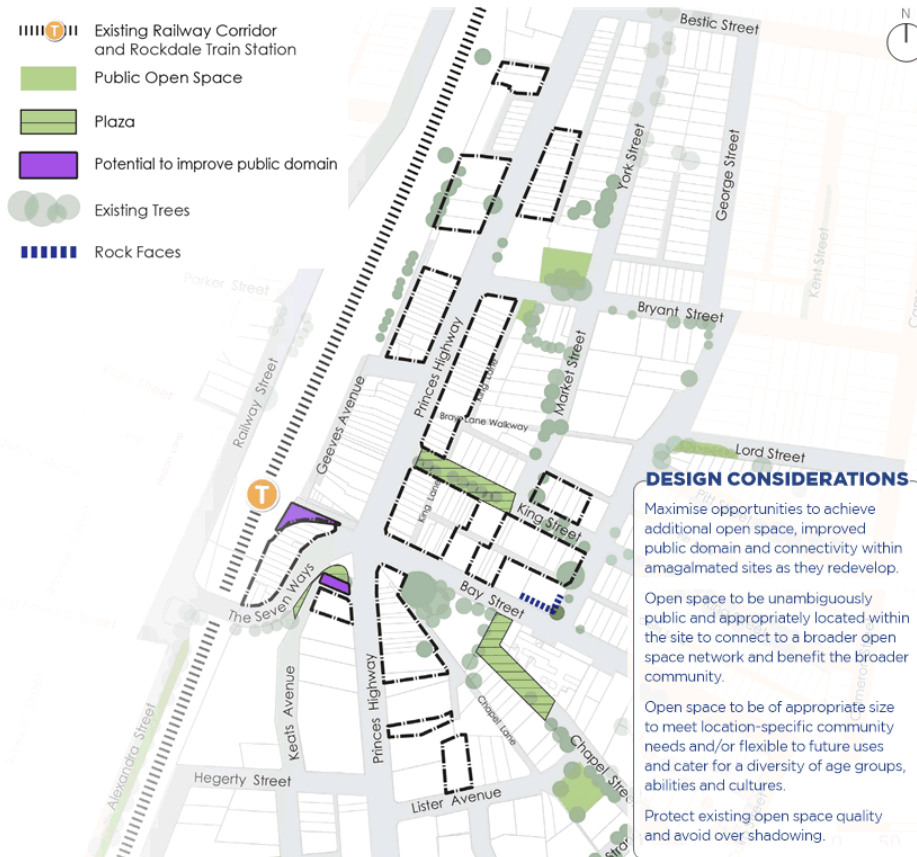 N
T Existing Railway Corridor
and Rockdale Train Station
Public Open Space
Plaza
Potential to improve public domain
Existing Trees
Rock Faces
Bestic Street
York Street
George Street
Kent Street
Parker Street
Bryant Street
Railway Street
Geeves Avenue
Princes Highway
King Lane
Market Street
Brays Lane Walkway
Lord Street
T
King Lane
King Street
The Seven Ways
Bay Street
Keats Avenue
Princes Highway
Chapel Lane
Alexandra Street
Hegerty Street
Lister Avenue
Chapel Stree
DESIGN CONSIDERATIONS
Maximise opportunities to achieve
additional open space, improved
public domain and connectivity within
amagalmated sites as they redevelop.
Open space to be unambiguously
public and appropriately located within
the site to connect to a broader open
space network and benefit the broader
community.
Open space to be of appropriate size
to meet location-specific community
needs and/or flexible to future uses
and cater for a diversity of age groups,
abilities and cultures.
Protect existing open space quality
and avoid over shadowing.